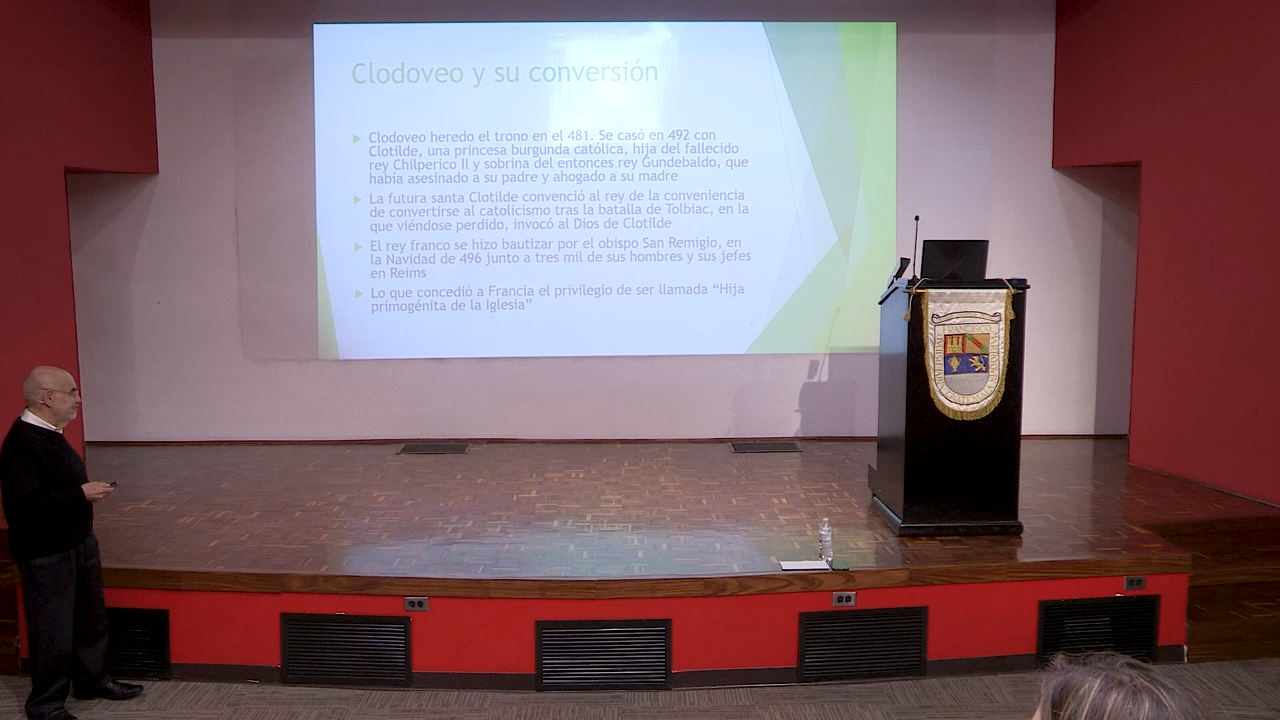 Clodoveo y su conversión
Clodoveo heredo el trono en el 481. Se casó en 492 con
Clotilde, una princesa burgunda católica, hija del fallecido
rey Chilperico II y sobrina del entonces rey Gundebaldo, que
había asesinado a su padre y ahogado a su madre
La futura santa Clotilde convenció al rey de la conveniencia
de convertirse al catolicismo tras la batalla de Tolbiac, en la
que viéndose perdido, invocó al Dios de Clotilde
El rey franco se hizo bautizar por el obispo San Remigio, en
la Navidad de 496 junto a tres mil de sus hombres y sus jefes
en Reims
Lo que concedió a Francia el privilegio de ser llamada “Hija
primogénita de la Iglesia”
UNIVERSIDAD FRANCISCO MARROQUIN
GUATEMALA